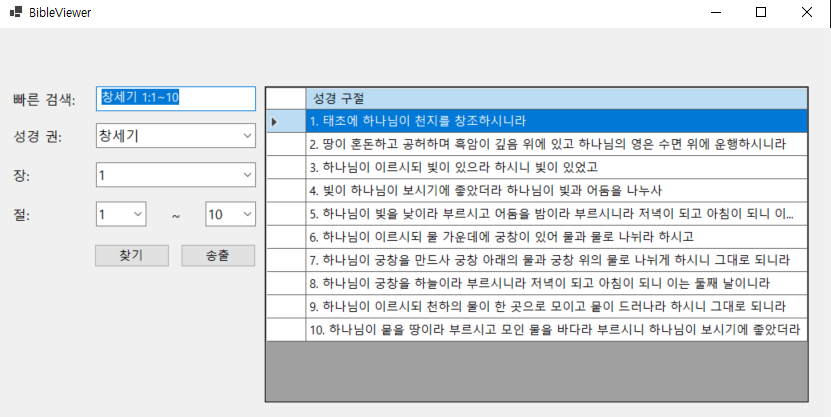 BibleViewer
빠른 검색: 창세기 1:1~10
성경 권: 창세기
장: 1
절: 1 ~ 10
찾기 송출
성경 구절
1. 태초에 하나님이 천지를 창조하시니라
2. 땅이 혼돈하고 공허하며 흑암이 깊음 위에 있고 하나님의 영은 수면 위에 운행하시니라
3. 하나님이 이르시되 빛이 있으라 하시니 빛이 있었고
4. 빛이 하나님이 보시기에 좋았더라 하나님이 빛과 어둠을 나누사
5. 하나님이 빛을 낮이라 부르시고 어둠을 밤이라 부르시니라 저녁이 되고 아침이 되니 이...
6. 하나님이 이르시되 물 가운데에 궁창이 있어 물과 물로 나뉘라 하시고
7. 하나님이 궁창을 만드사 궁창 아래의 물과 궁창 위의 물로 나뉘게 하시니 그대로 되니라
8. 하나님이 궁창을 하늘이라 부르시니라 저녁이 되고 아침이 되니 이는 둘째 날이니라
9. 하나님이 이르시되 천하의 물이 한 곳으로 모이고 뭍이 드러나라 하시니 그대로 되니라
10. 하나님이 뭍을 땅이라 부르시고 모인 물을 바다라 부르시니 하나님이 보시기에 좋았더라